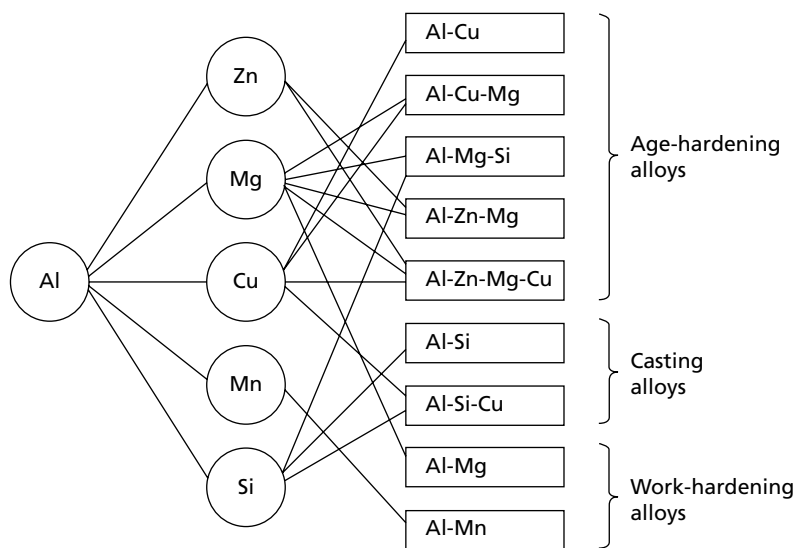 Al
Zn
Mg
Cu
Mn
Si
Al-Cu
Al-Cu-Mg
Al-Mg-Si
Al-Zn-Mg
Al-Zn-Mg-Cu
Al-Si
Al-Si-Cu
Al-Mg
Al-Mn
Age-hardening
alloys
Casting
alloys
Work-hardening
alloys